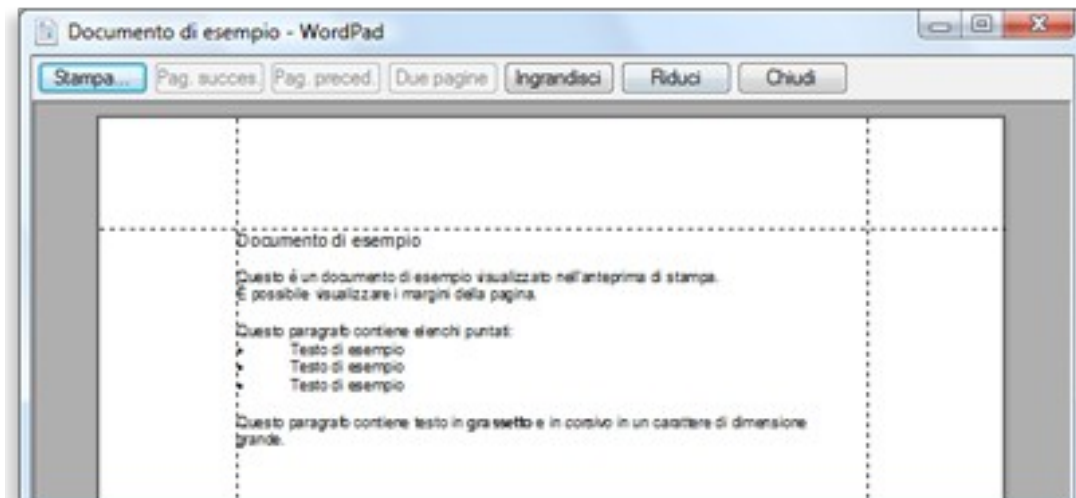 Documento di esempio - WordPad
Stampa... Pag. succes. Pag. preced. Due pagine Ingrandisci Riduci Chiudi
Documento di esempio
Questo è un documento di esempio visualizzato nell'anteprima di stampa.
È possibile visualizzare i margini della pagina.
Questo paragrafo contiene elenchi puntati:
• Testo di esempio
• Testo di esempio
• Testo di esempio
Questo paragrafo contiene testo in grassetto e in corsivo in un carattere di dimensione
grande.